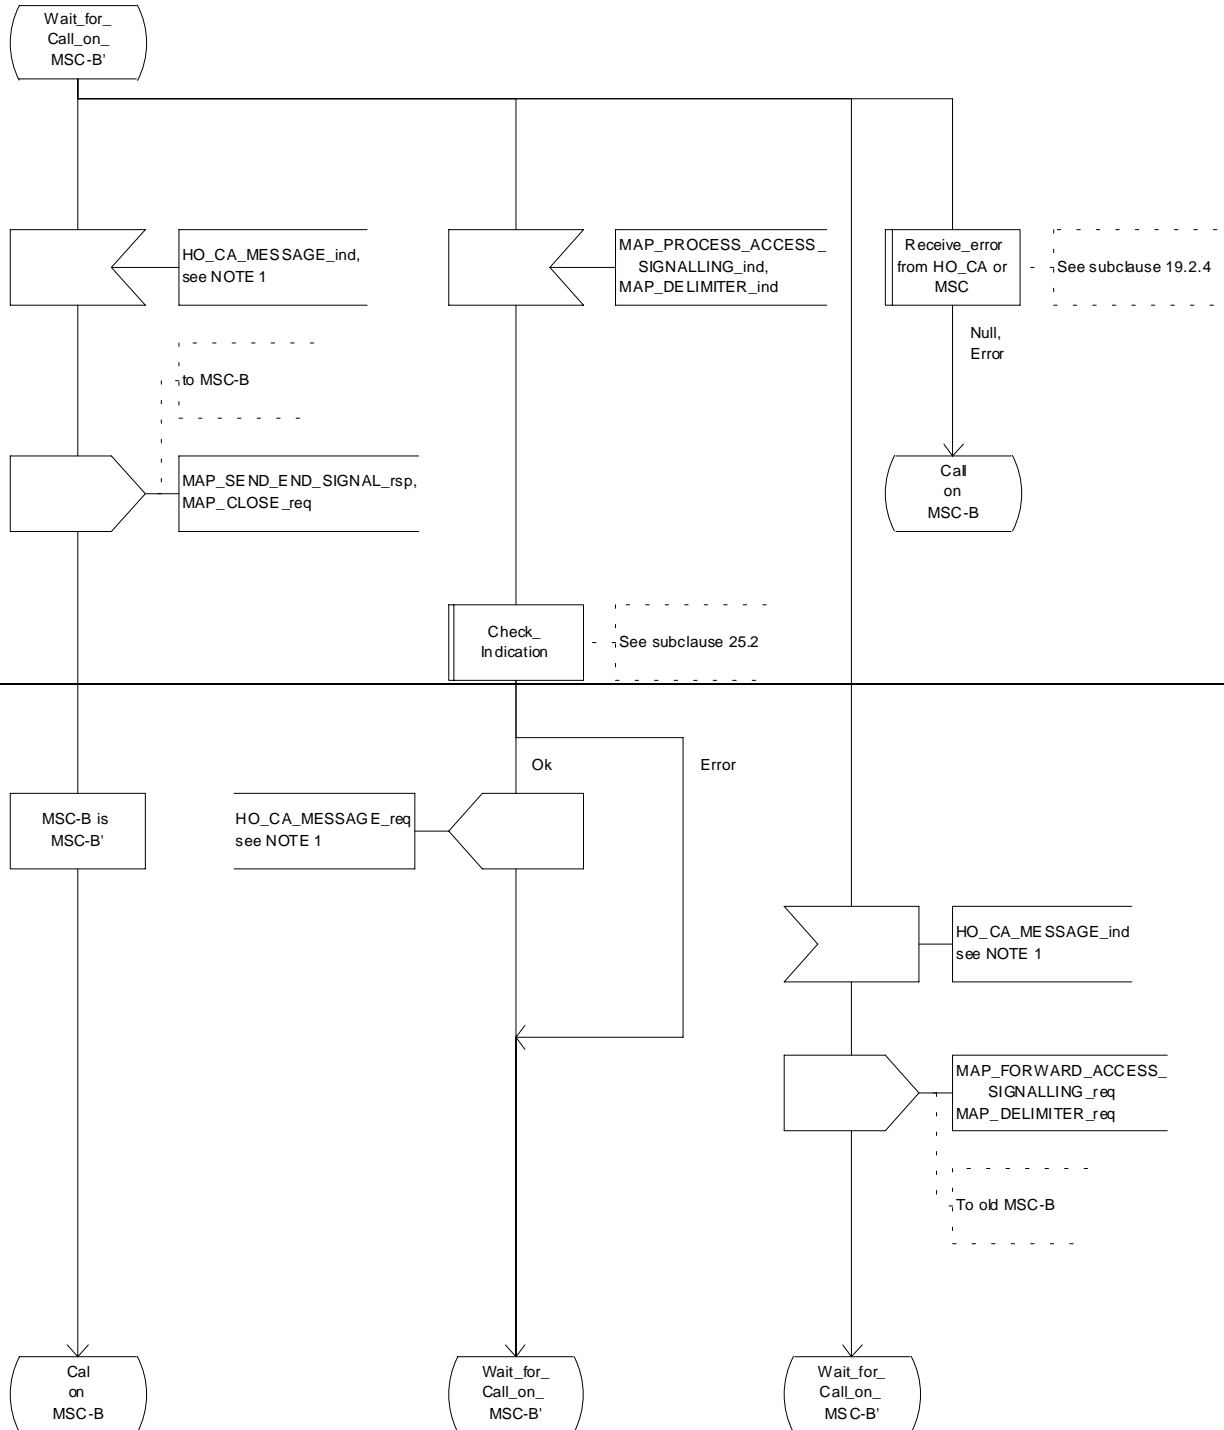 Wait_for_
Call_on_
MSC-B'
HO_CA_MESSAGE_ind,
see NOTE 1
MAP_PROCESS_ACCESS_
SIGNALLING_ind,
MAP_DELIMITER_ind
Receive_error
from HO_CA or
MSC
See subclause 19.2.4
Null,
Error
to MSC-B
MAP_SEND_END_SIGNAL_rsp,
MAP_CLOSE_req
Call
on
MSC-B
Check_
Indication
See subclause 25.2
Ok
Error
MSC-B is
MSC-B'
HO_CA_MESSAGE_req
see NOTE 1
HO_CA_MESSAGE_ind
see NOTE 1
MAP_FORWARD_ACCESS_
SIGNALLING_req
MAP_DELIMITER_req
To old MSC-B
Cal
on
MSC-B
Wait_for_
Call_on_
MSC-B'
Wait_for_
Call_on_
MSC-B'